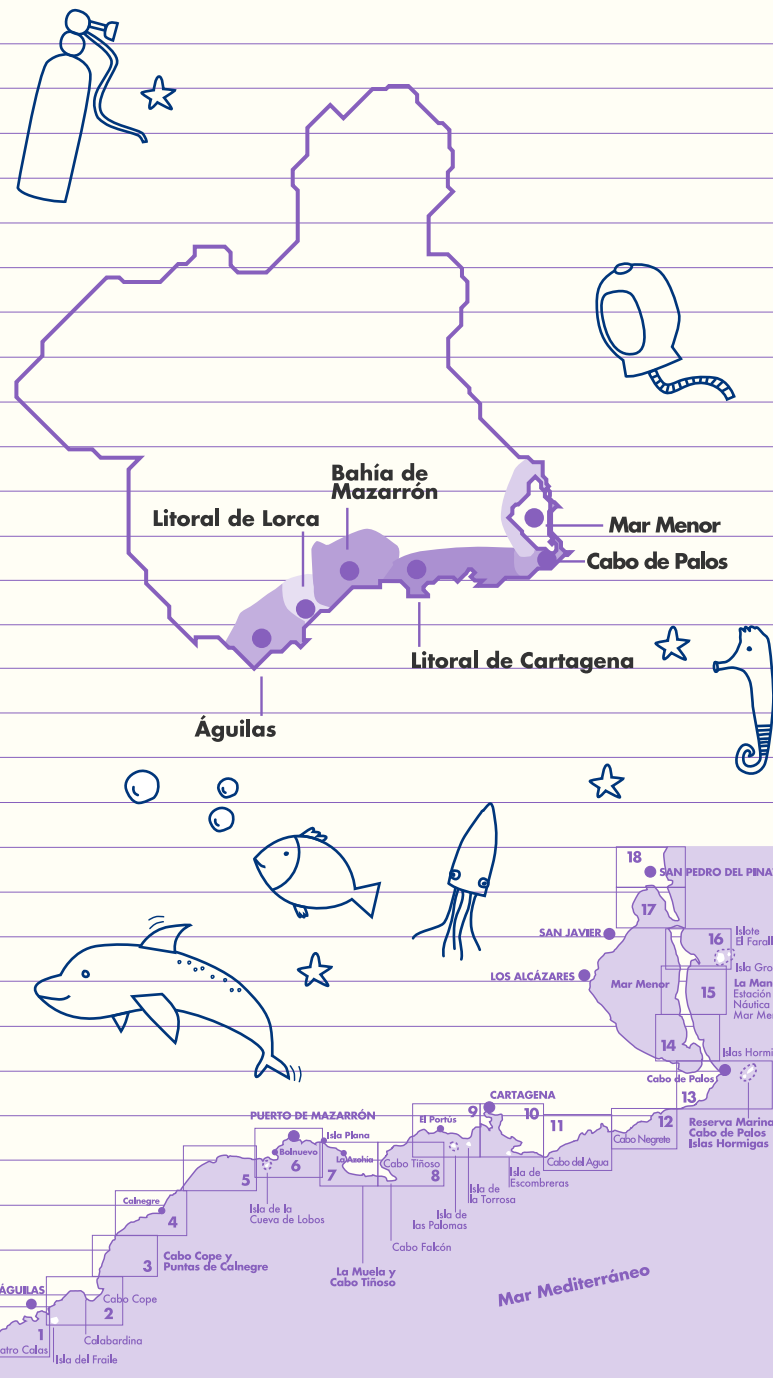 Bahía de
Mazarrón
Litoral de Lorca
Mar Menor
Cabo de Palos
Litoral de Cartagena
Águilas
18
SAN PEDRO DEL PINA
17
SAN JAVIER
16
Islote
El Farall
Isla Gro
LOS ALCÁZARES
Mar Menor
15
La Man
Estación
Náutica
Mar Me
14
Islas Hormi
Cabo de Palos
13
CARTAGENA
9
10
11
12
PUERTO DE MAZARRÓN
El Portús
Reserva Marina
Cabo de Palos
Islas Hormigas
Isla Plana
Cabo Negrete
Bolnuevo
La Azohía
6
5
7
Cabo Tiñoso
8
Cabo del Agua
Isla de
Escombreras
Isla de
la Torrosa
Calnegre
4
Isla de la
Cueva de Lobos
Isla de
las Palomas
Cabo Falcón
3
Cabo Cope y
Puntas de Calnegre
La Muela y
Cabo Tiñoso
Mar Mediterráneo
ÁGUILAS
Cabo Cope
2
1
Calabardina
atro Calas
Isla del Fraile